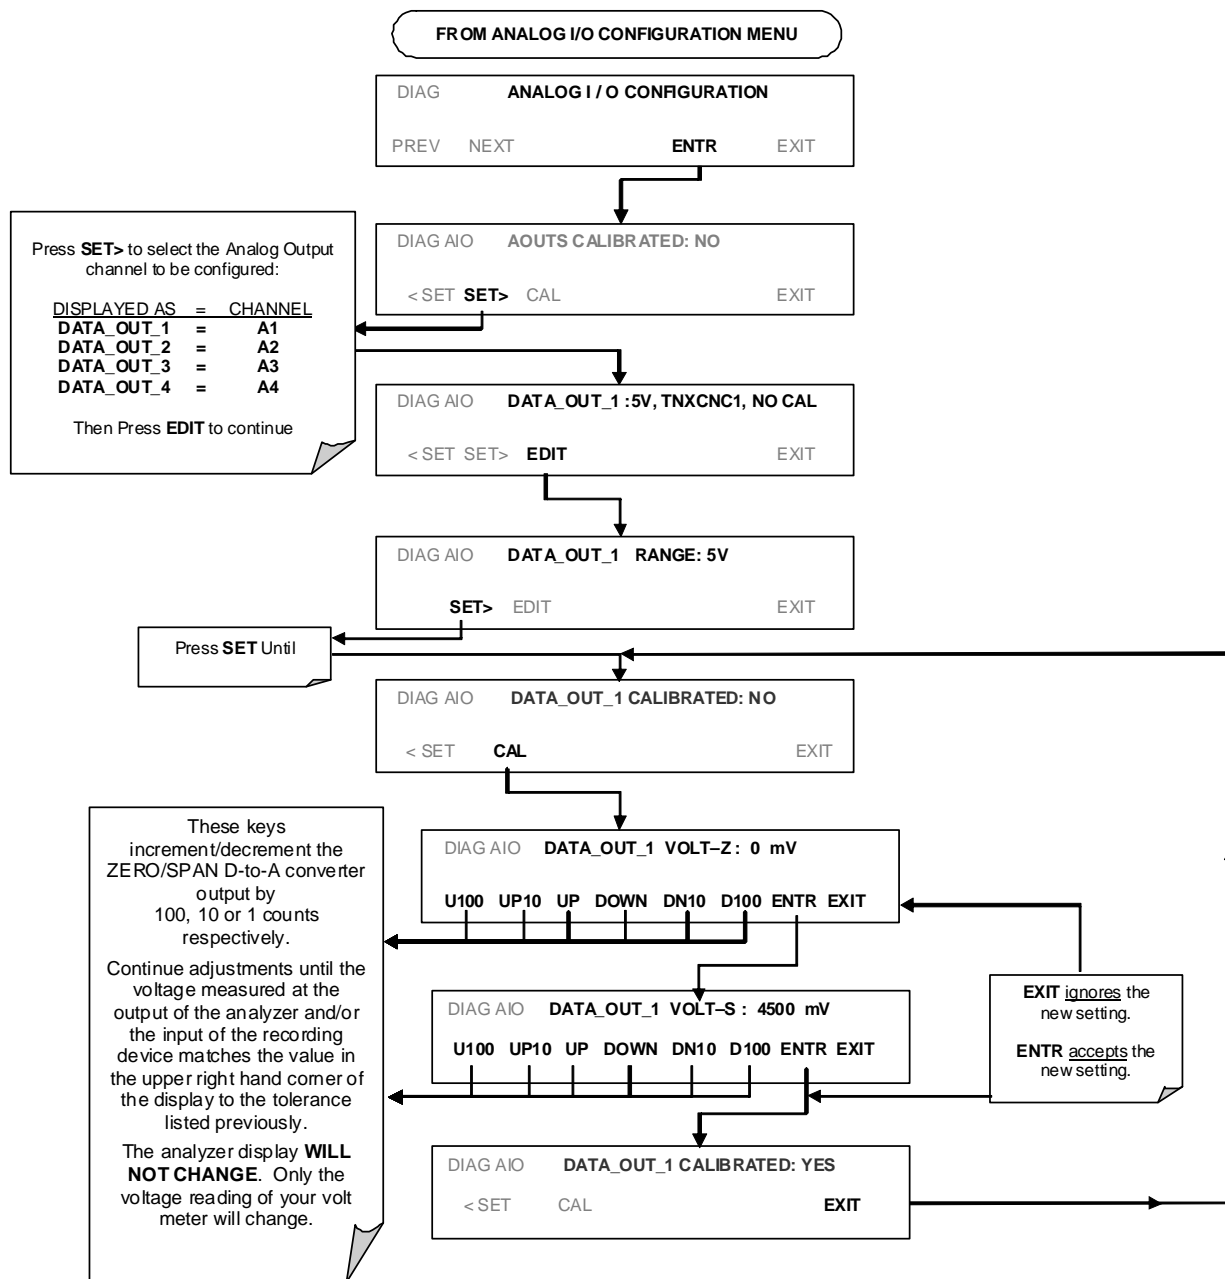 FROM ANALOG I/O CONFIGURATION MENU
DIAG ANALOG I / O CONFIGURATION
PREV NEXT ENTR EXIT
Press SET> to select the Analog Output
channel to be configured:
DISPLAYED AS = CHANNEL
DATA_OUT_1 = A1
DATA_OUT_2 = A2
DATA_OUT_3 = A3
DATA_OUT_4 = A4
Then Press EDIT to continue
DIAG AIO AOUTS CALIBRATED: NO
< SET SET> CAL EXIT
DIAG AIO DATA_OUT_1 :5V, TNXCNC1, NO CAL
< SET SET> EDIT EXIT
DIAG AIO DATA_OUT_1 RANGE: 5V
SET> EDIT EXIT
Press SET Until
DIAG AIO DATA_OUT_1 CALIBRATED: NO
< SET CAL EXIT
These keys
increment/decrement the
ZERO/SPAN D-to-A converter
output by
100, 10 or 1 counts
respectively.
Continue adjustments until the
voltage measured at the
output of the analyzer and/or
the input of the recording
device matches the value in
the upper right hand corner of
the display to the tolerance
listed previously.
The analyzer display WILL
NOT CHANGE. Only the
voltage reading of your volt
meter will change.
DIAG AIO DATA_OUT_1 VOLT–Z : 0 mV
U100 UP10 UP DOWN DN10 D100 ENTR EXIT
DIAG AIO DATA_OUT_1 VOLT–S : 4500 mV
U100 UP10 UP DOWN DN10 D100 ENTR EXIT
EXIT ignores the
new setting.
ENTR accepts the
new setting.
DIAG AIO DATA_OUT_1 CALIBRATED: YES
< SET CAL EXIT